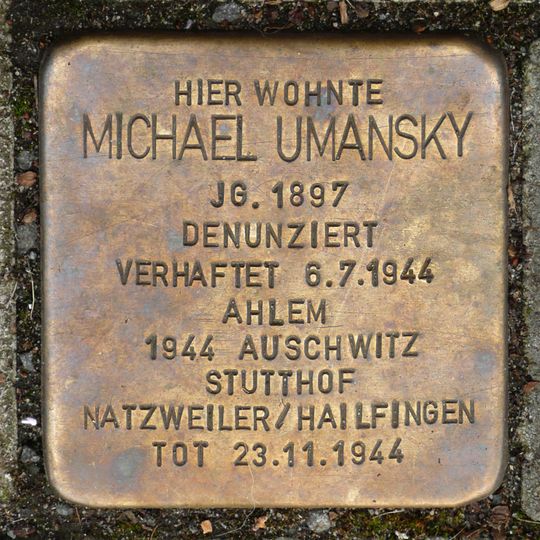 HIER WOHNTE
MICHAEL UMANSKY
JG. 1897
DENUNZIERT
VERHAFTET 6.7.1944
AHLEM
1944 AUSCHWITZ
STUTTHOF
NATZWEILER/HAILFINGEN
TOT 23.11.1944